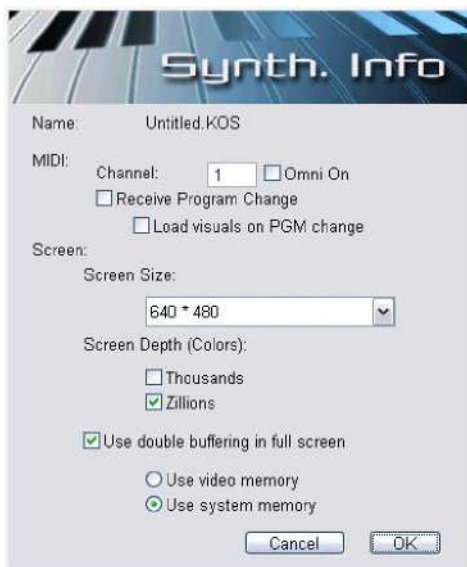 Synth. Info
Name: Untitled.KOS
MIDI:
Channel: 1 Omni On
Receive Program Change
Load visuals on PGM change
Screen:
Screen Size:
640 * 480
Screen Depth (Colors):
Thousands
Zillions
Use double buffering in full screen
Use video memory
Use system memory
Cancel OK